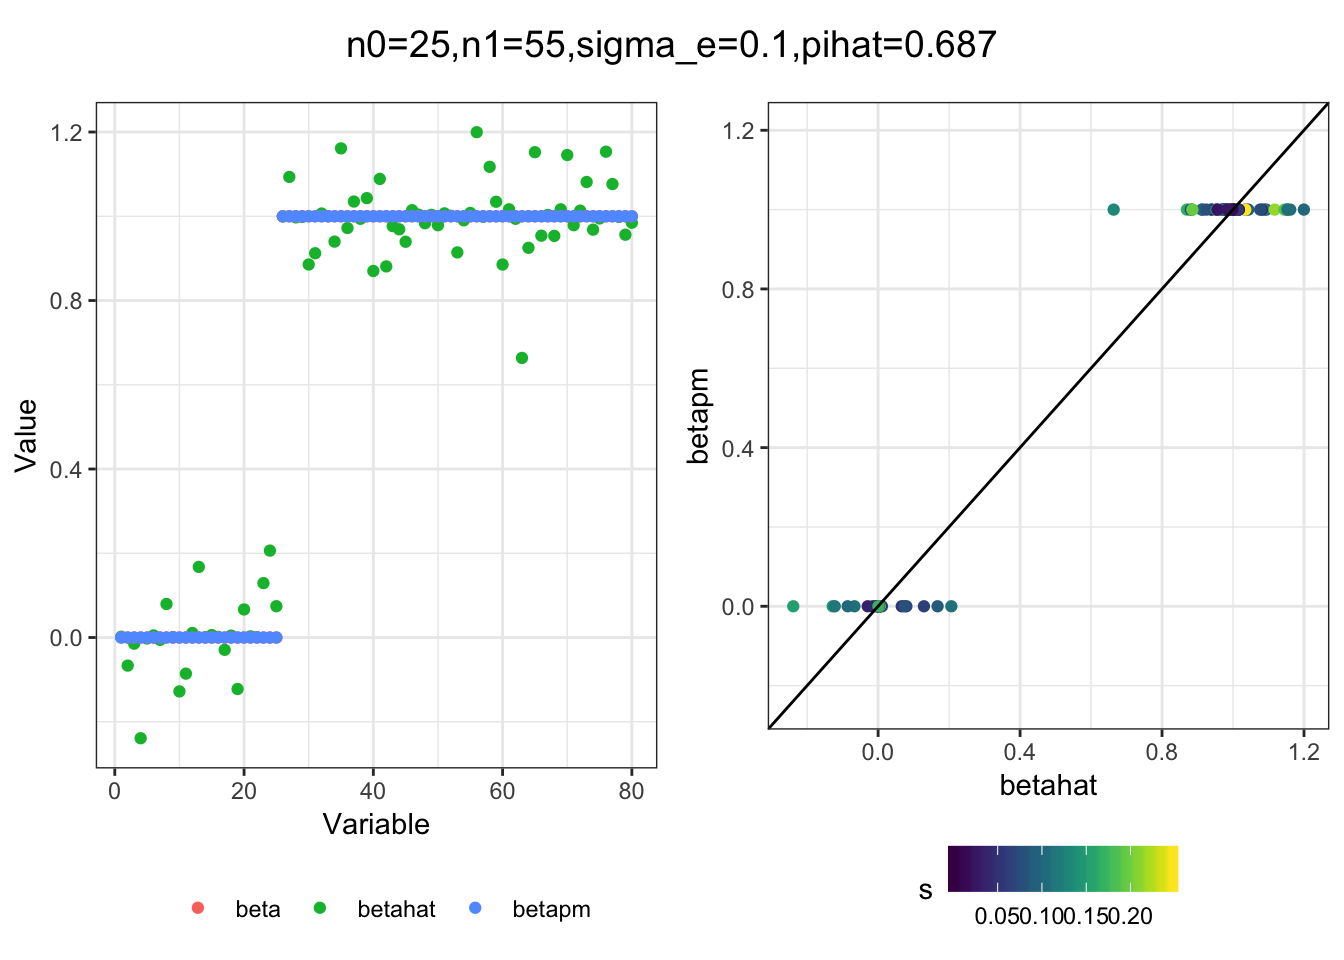 n0=25,n1=55,sigma_e=0.1,pihat=0.687
Value
1.2
0.8
0.4
0.0
0 20 40 60 80
Variable
beta betahat betapm
betapm
1.2
0.8
0.4
0.0
0.0 0.4 0.8 1.2
betahat
s
0.050.100.150.20